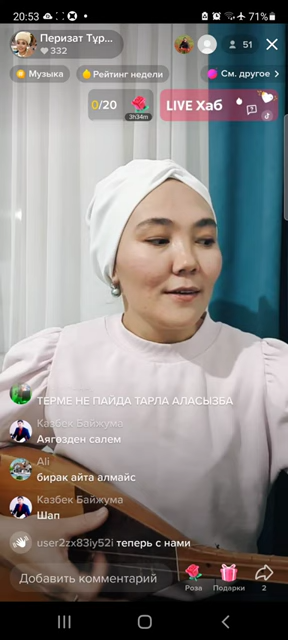 20:53
71%
Перизат Тұр...
332
51
Музыка
Рейтинг недели
См. другое >
0/20
3h34m
LIVE Хаб
ТЕРМЕ НЕ ПАЙДА ТАРЛА АЛАСЫЗБА
Казбек Байжума
Аягөзден салем
Ali
бирак айта алмайс
Казбек Байжума
Шап
user2zx83iy52i теперь с нами
Добавить комментарий
Роза
Подарки
2